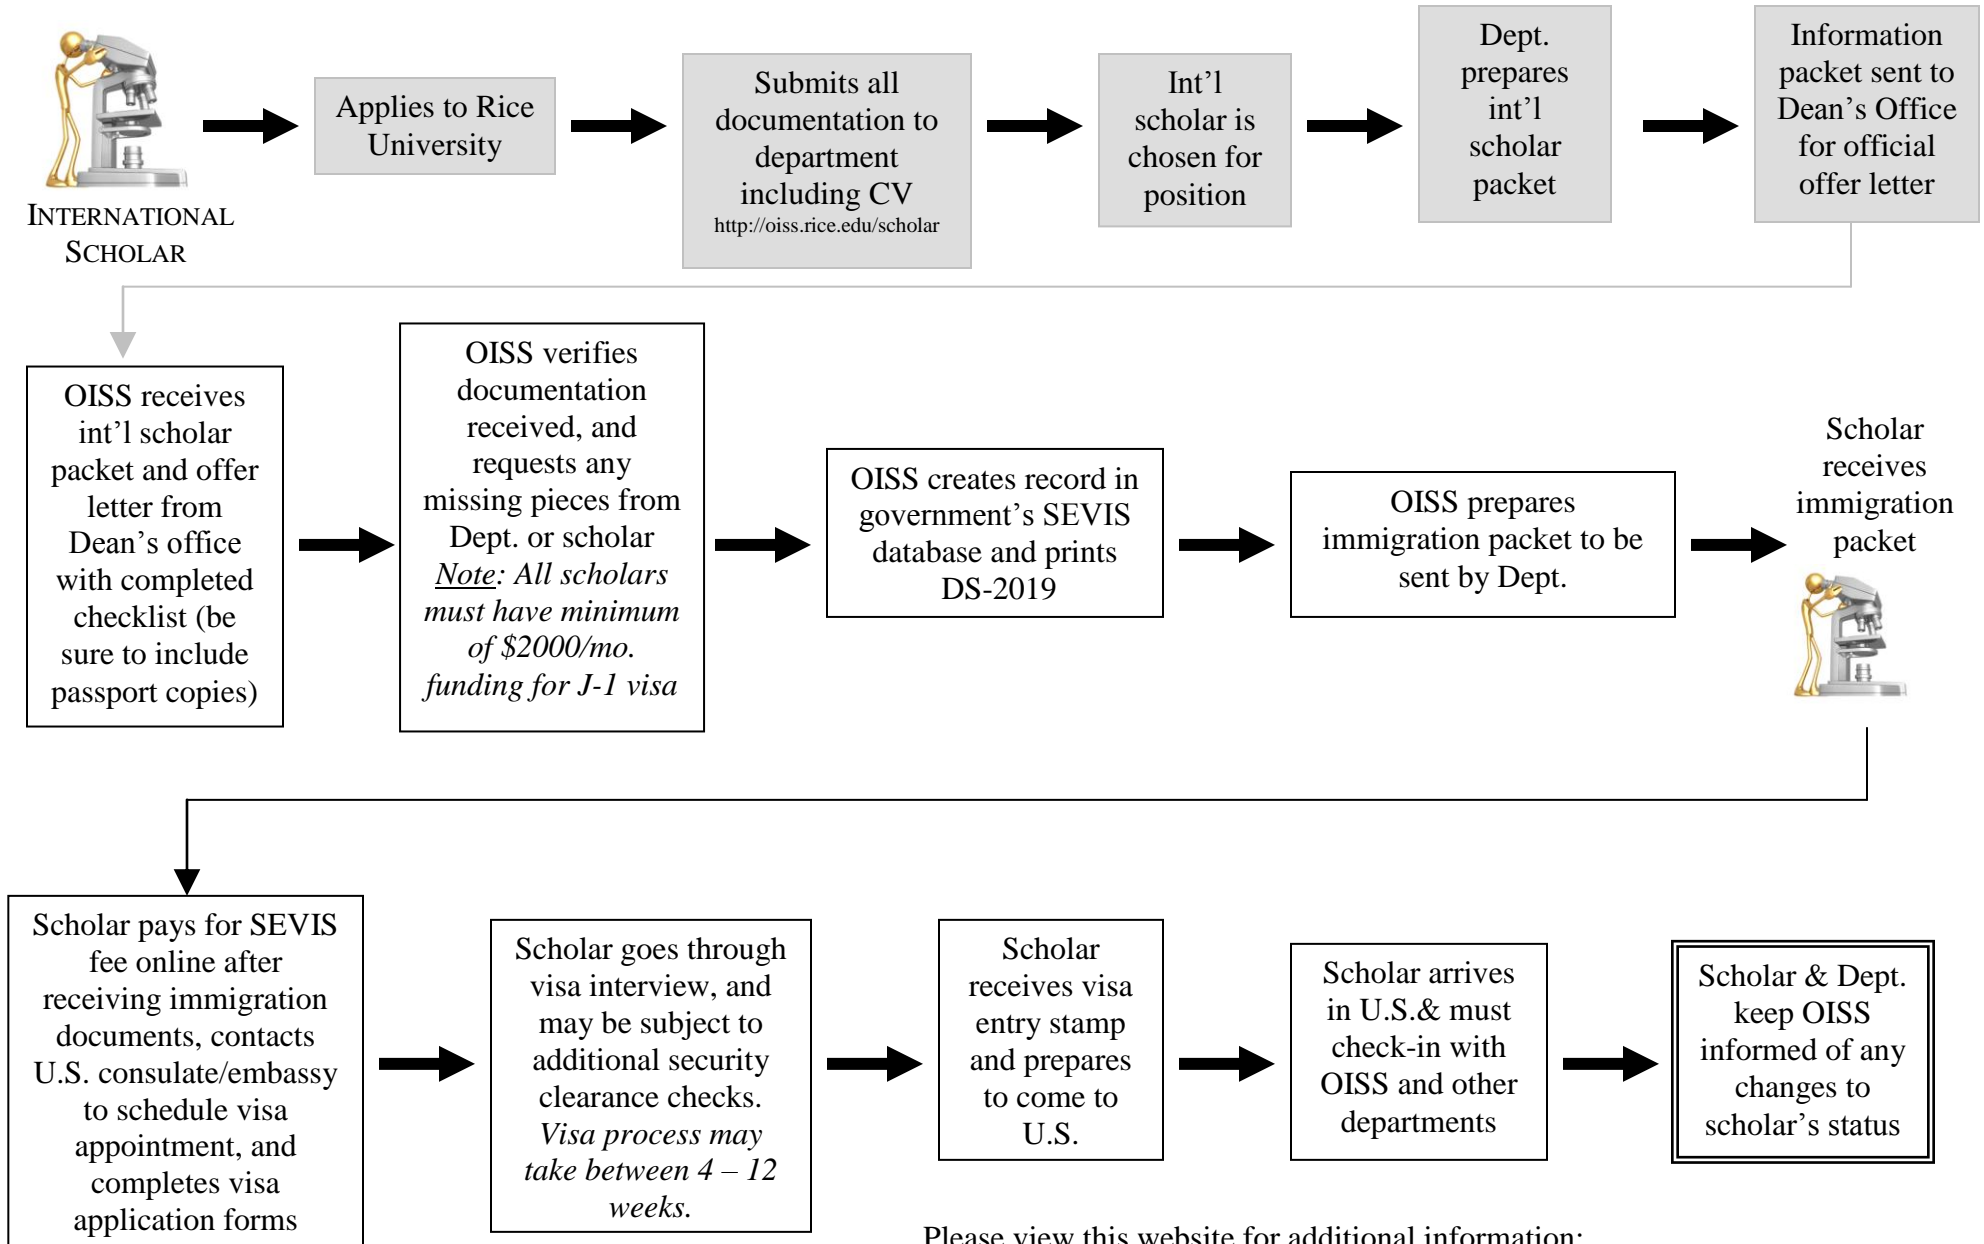 INTERNATIONAL
SCHOLAR
Applies to Rice
University
Submits all
documentation to
department
including CV
http://oiss.rice.edu/scholar
Int'l
scholar is
chosen for
position
Dept.
prepares
int'l
scholar
packet
Information
packet sent to
Dean's Office
for official
offer letter
OISS receives
int'l scholar
packet and offer
letter from
Dean's office
with completed
checklist (be
sure to include
passport copies)
OISS verifies
documentation
received, and
requests any
missing pieces from
Dept. or scholar
Note: All scholars
must have minimum
of $2000/mo.
funding for J-1 visa
OISS creates record in
government's SEVIS
database and prints
DS-2019
OISS prepares
immigration packet to be
sent by Dept.
Scholar
receives
immigration
packet
Scholar pays for SEVIS
fee online after
receiving immigration
documents, contacts
U.S. consulate/embassy
to schedule visa
appointment, and
completes visa
application forms
Scholar goes through
visa interview, and
may be subject to
additional security
clearance checks.
Visa process may
take between 4 – 12
weeks.
Scholar
receives visa
entry stamp
and prepares
to come to
U.S.
Scholar arrives
in U.S.& must
check-in with
OISS and other
departments
Scholar & Dept.
keep OISS
informed of any
changes to
scholar's status
Please view this website for additional information: